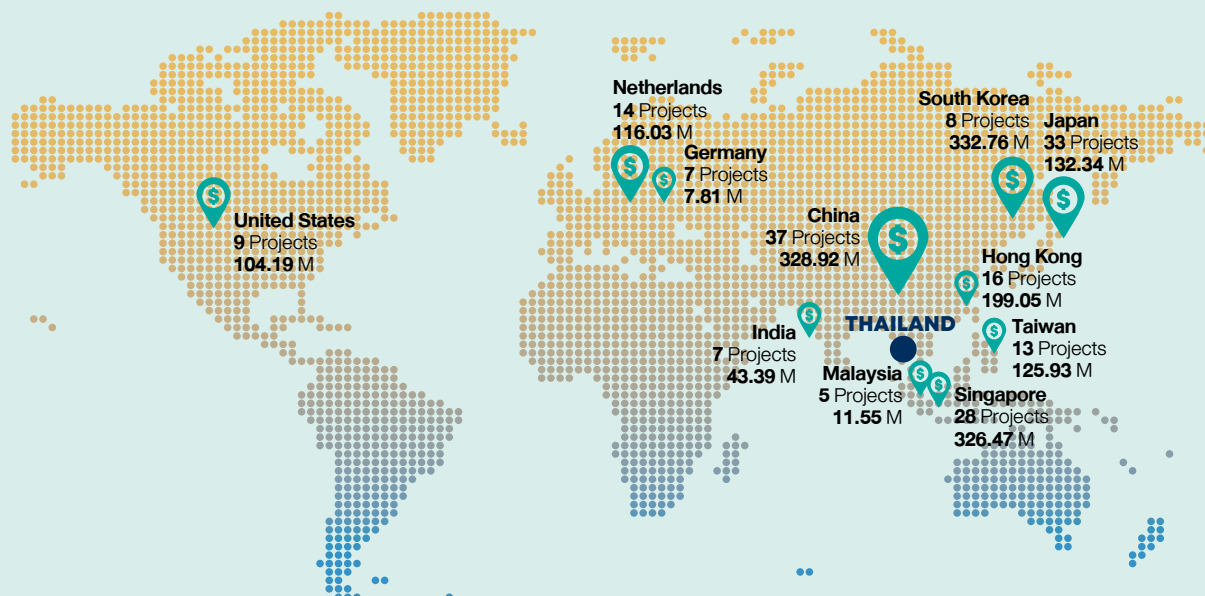 Netherlands
14 Projects
116.03 M
Germany
7 Projects
7.81 M
South Korea
8 Projects
332.76 M
Japan
33 Projects
132.34 M
United States
9 Projects
104.19 M
China
37 Projects
328.92 M
Hong Kong
16 Projects
199.05 M
India
7 Projects
43.39 M
THAILAND
Taiwan
13 Projects
125.93 M
Malaysia
5 Projects
11.55 M
Singapore
28 Projects
326.47 M